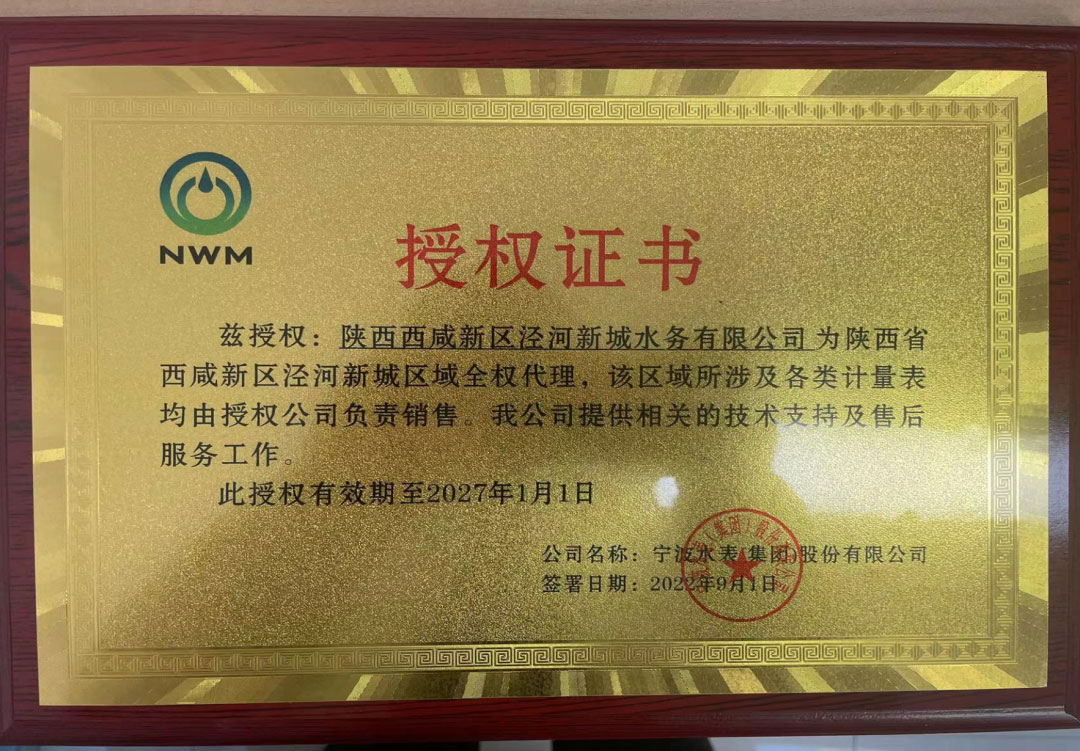 NWM
授权证书
兹授权：陕西西咸新区泾河新城水务有限公司为陕西省
西咸新区泾河新城区域全权代理，该区域所涉及各类计量表
均由授权公司负责销售。我公司提供相关的技术支持及售后
服务工作。
此授权有效期至2027年1月1日
公司名称：宁波水表(集团)股份有限公司
签署日期：2022年9月1日